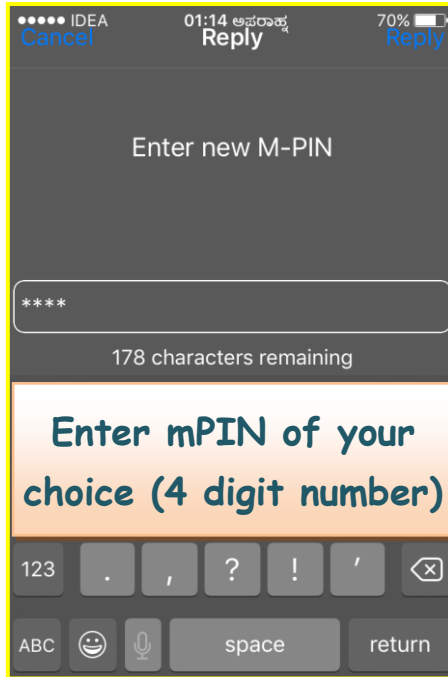 IDEA 01:14 ಅಪರಾಹ್ನ 70%
Cancel Reply Reply
Enter new M-PIN
****
178 characters remaining
Enter mPIN of your
choice (4 digit number)
123 . , ? ! ′
ABC space return